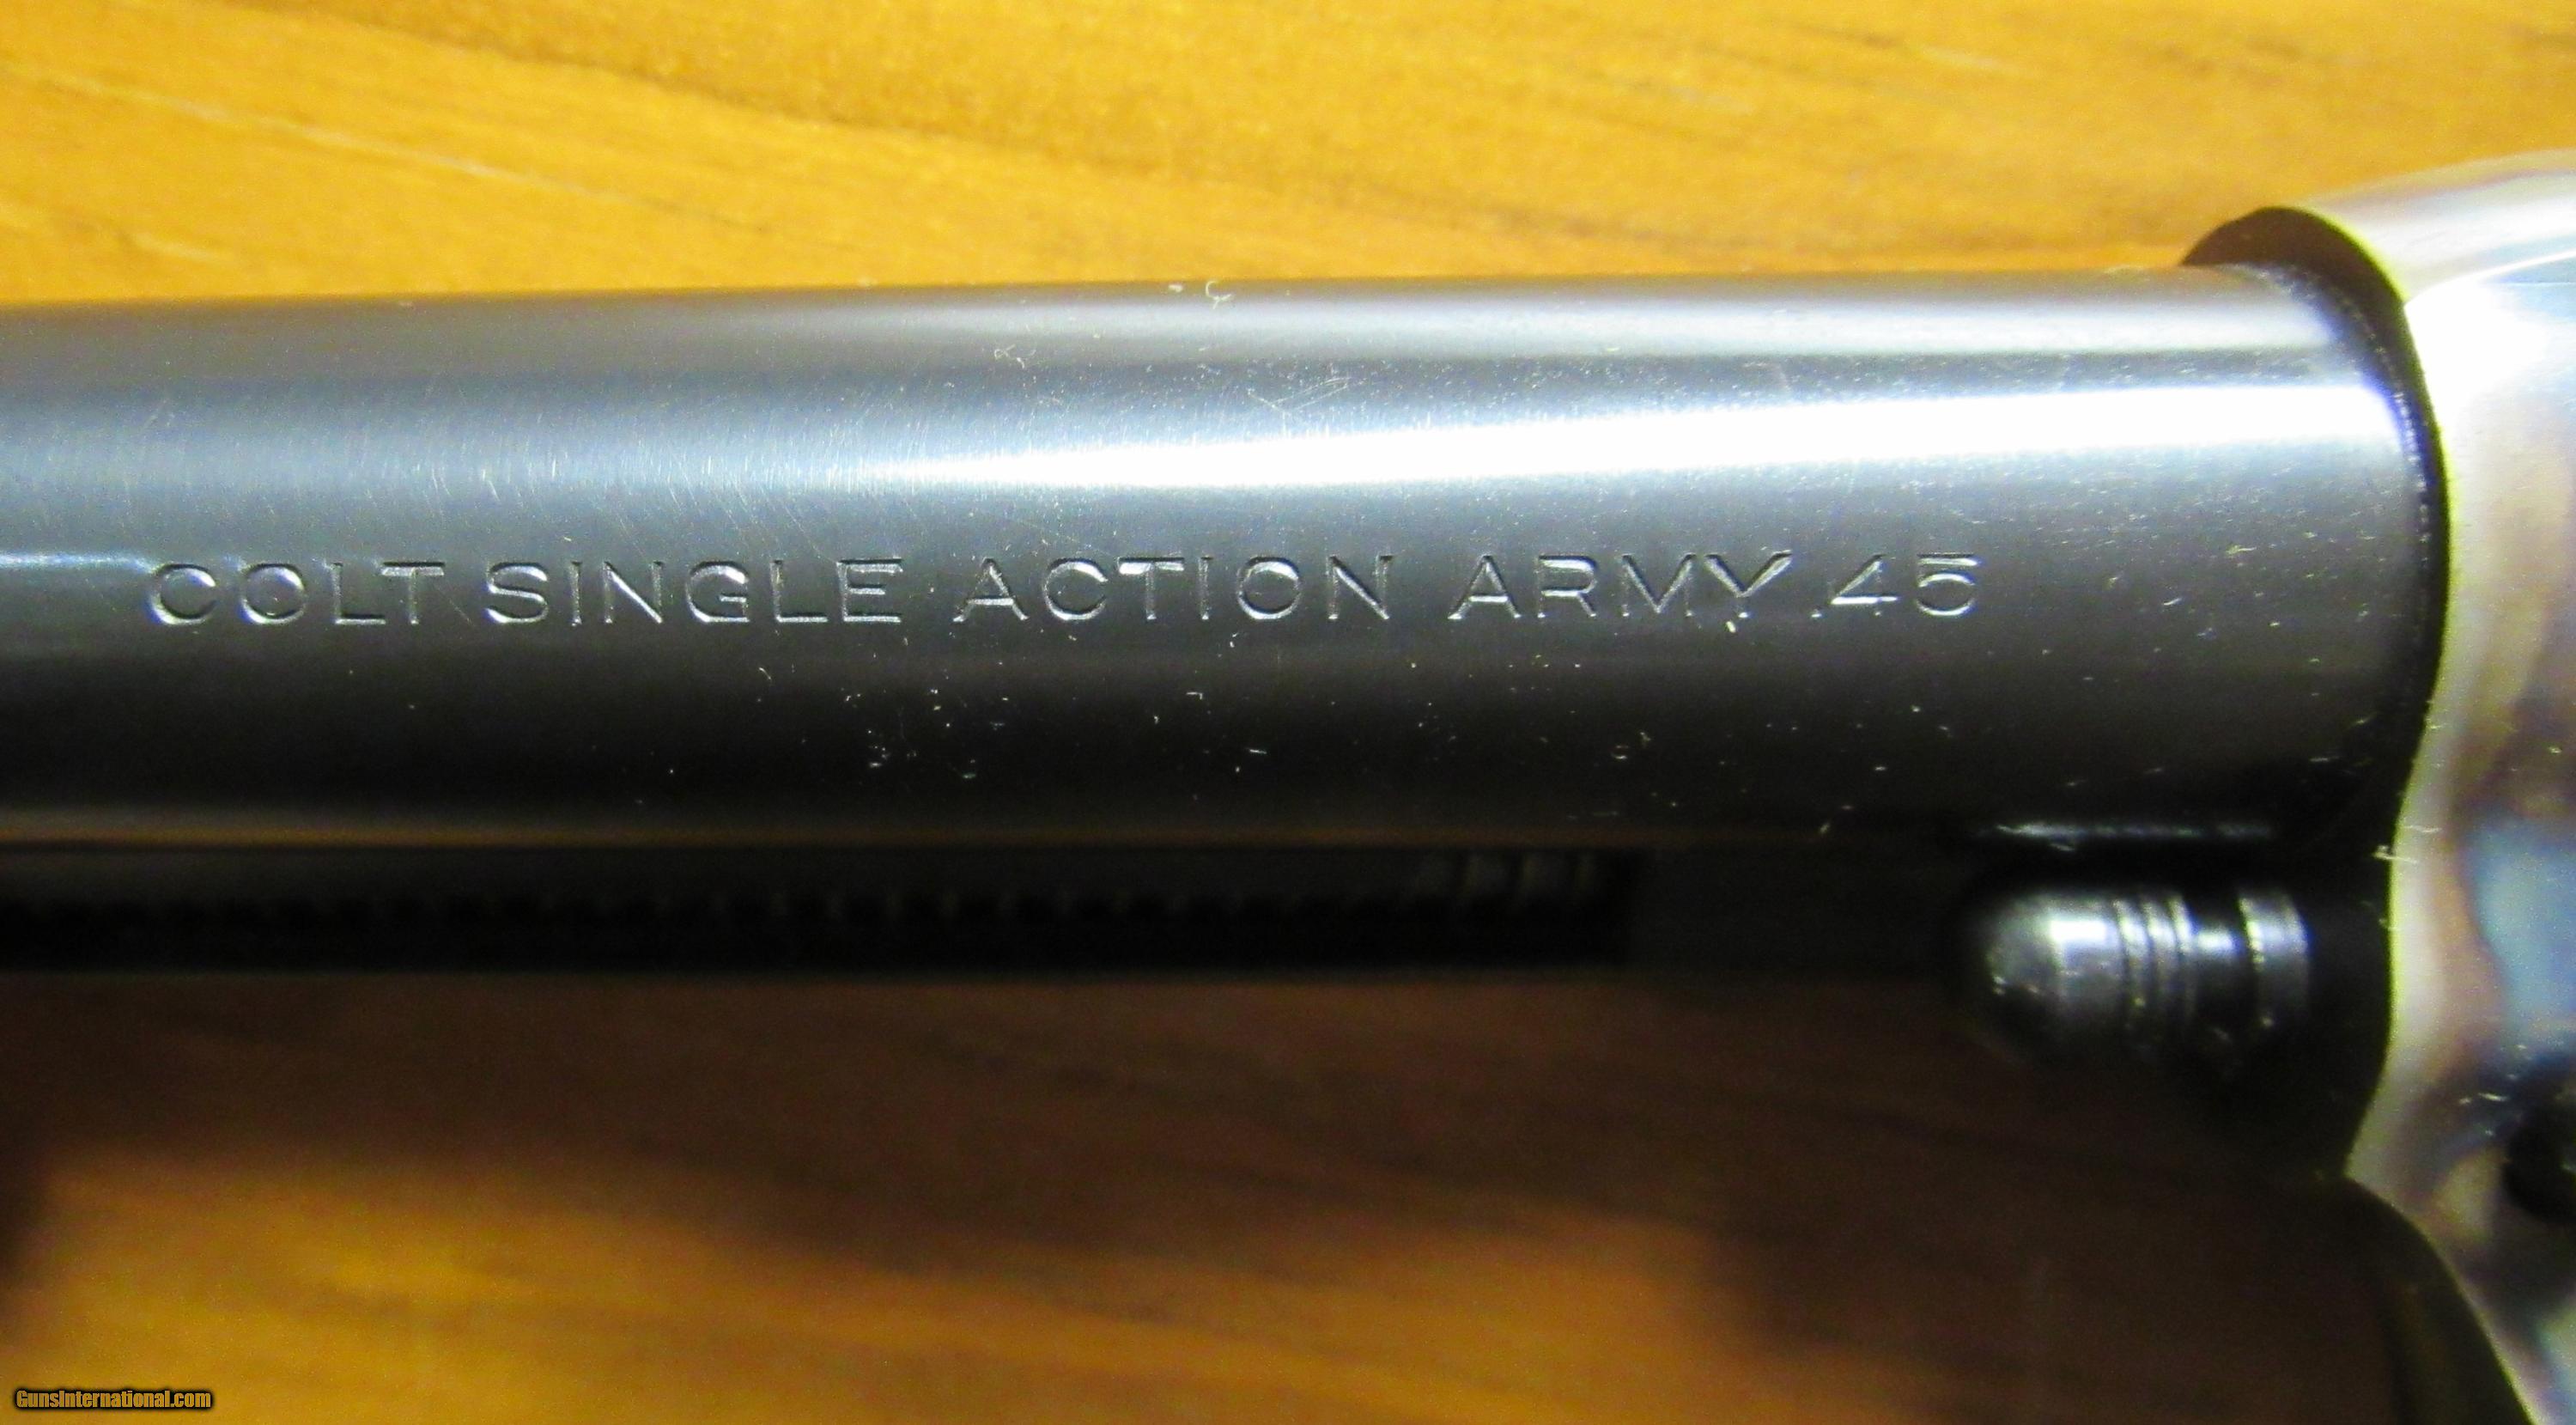 COLT SINGLE ACTION ARMY .45
GunsInternational.com